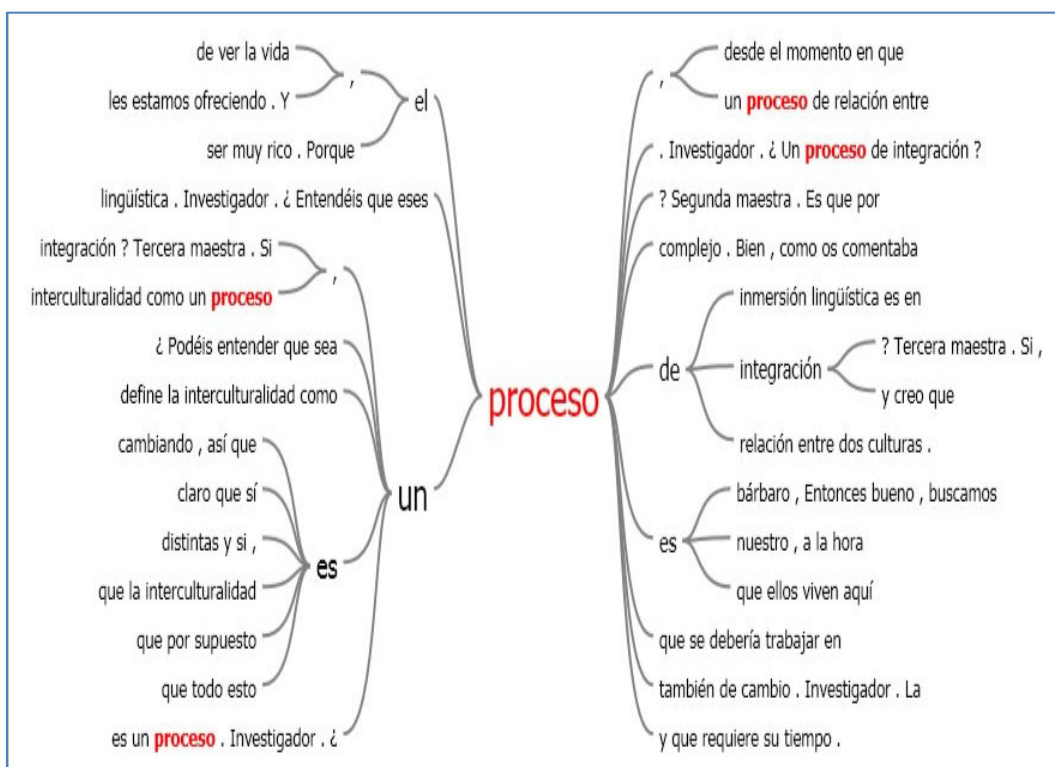 de ver la vida
les estamos ofreciendo . Y
,
el
ser muy rico . Porque
lingüística . Investigador . ¿ Entendéis que eses
integración ? Tercera maestra . Si
interculturalidad como un proceso
,
¿ Podéis entender que sea
define la interculturalidad como
cambiando , así que
claro que sí
distintas y si ,
que la interculturalidad
que por supuesto
que todo esto
es
un
es un proceso . Investigador . ¿
proceso
,
desde el momento en que
un proceso de relación entre
. Investigador . ¿ Un proceso de integración ?
? Segunda maestra . Es que por
complejo . Bien , como os comentaba
de
inmersión lingüística es en
integración
? Tercera maestra . Si ,
y creo que
relación entre dos culturas .
es
bárbaro , Entonces bueno , buscamos
nuestro , a la hora
que ellos viven aquí
que se debería trabajar en
también de cambio . Investigador . La
y que requiere su tiempo .